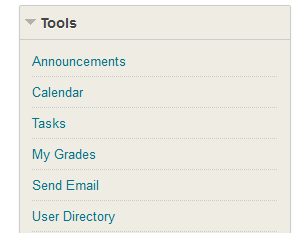 Tools
Announcements
Calendar
Tasks
My Grades
Send Email
User Directory